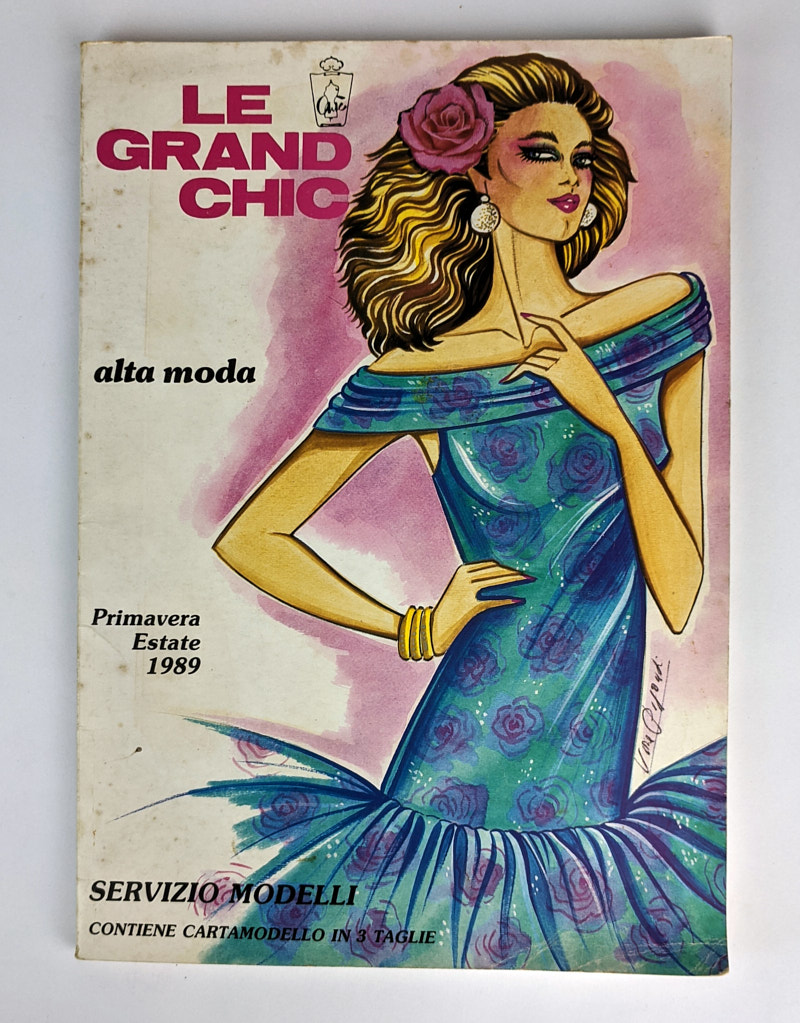 LE
GRAND
CHIC
alta moda
Primavera
Estate
1989
SERVIZIO MODELLI
CONTIENE CARTAMODELLO IN 3 TAGLIE